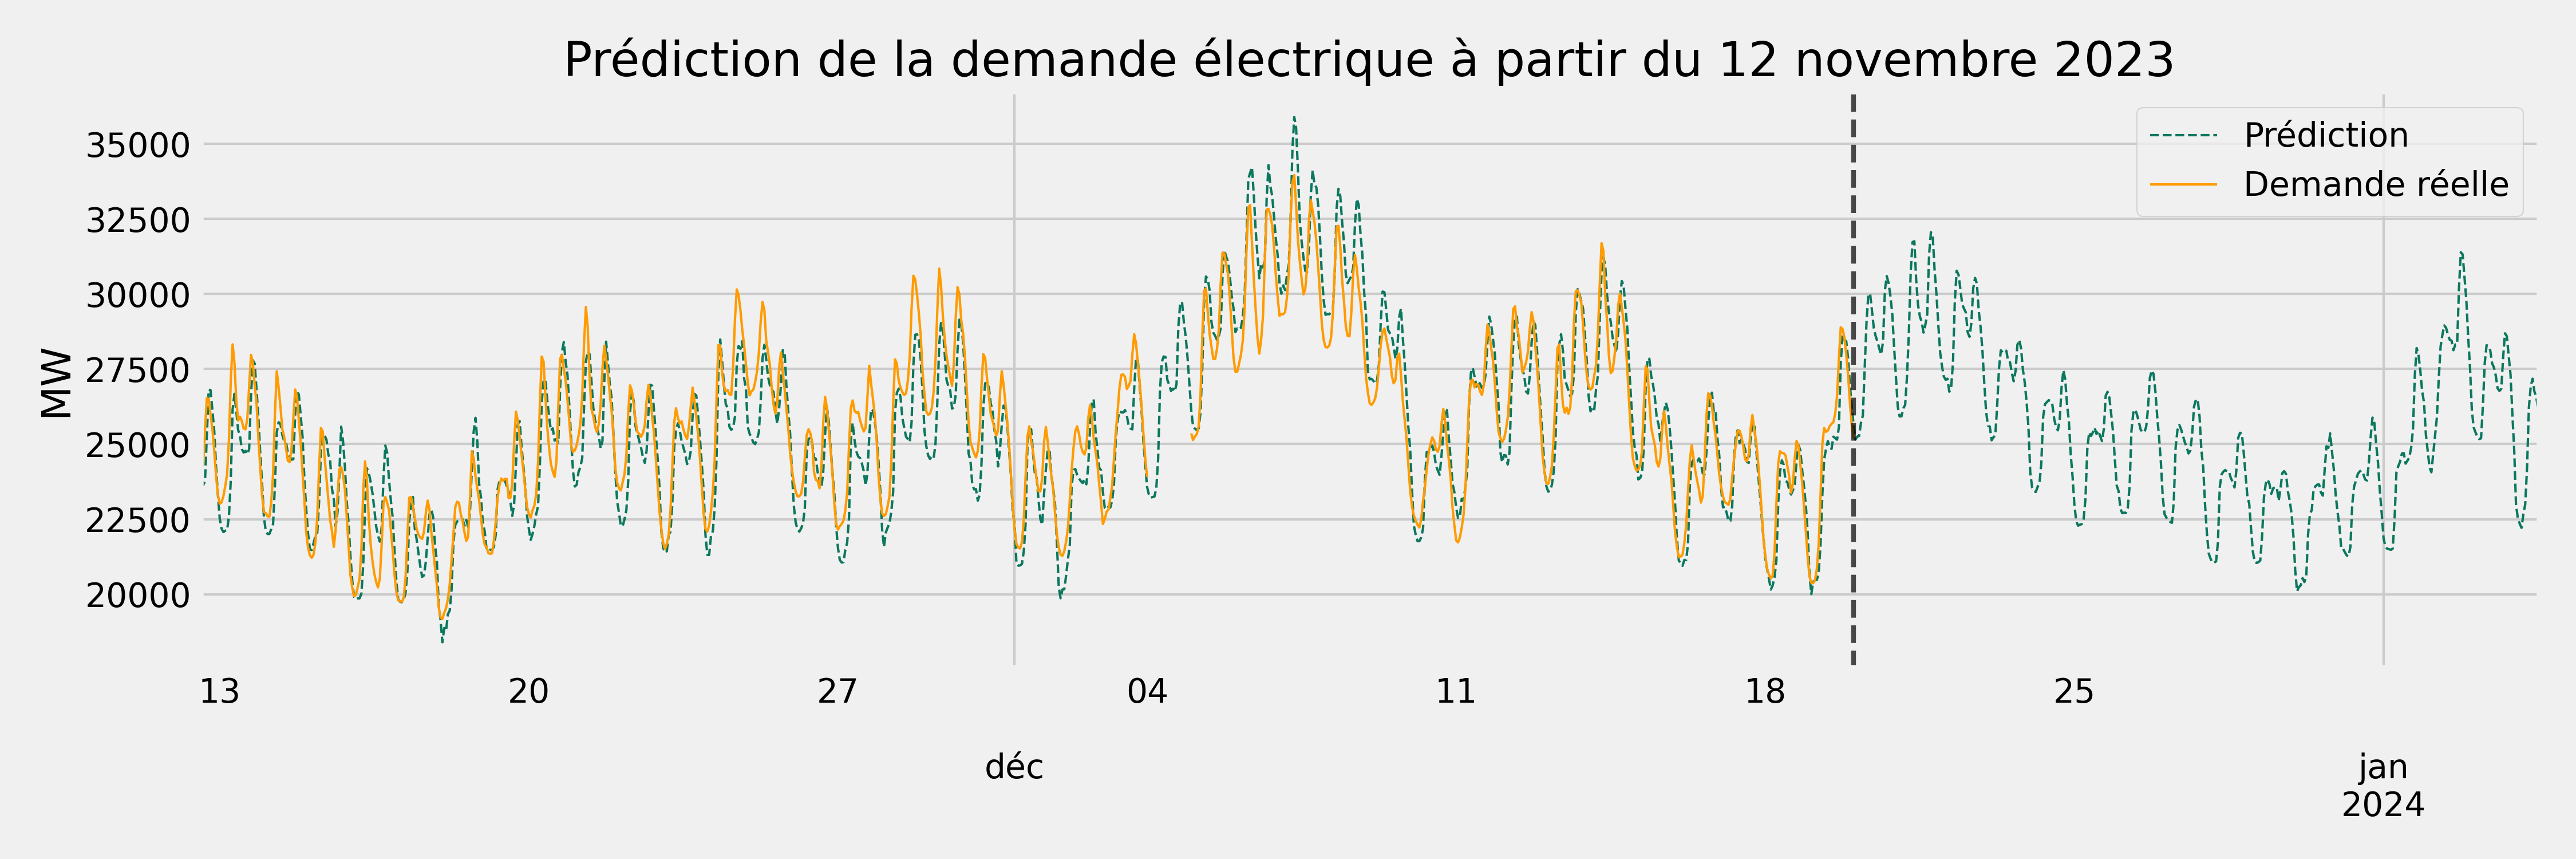 Prédiction de la demande électrique à partir du 12 novembre 2023
Prédiction
Demande réelle
MW
35000
32500
30000
27500
25000
22500
20000
13 20 27 04 11 18 25
déc jan
2024